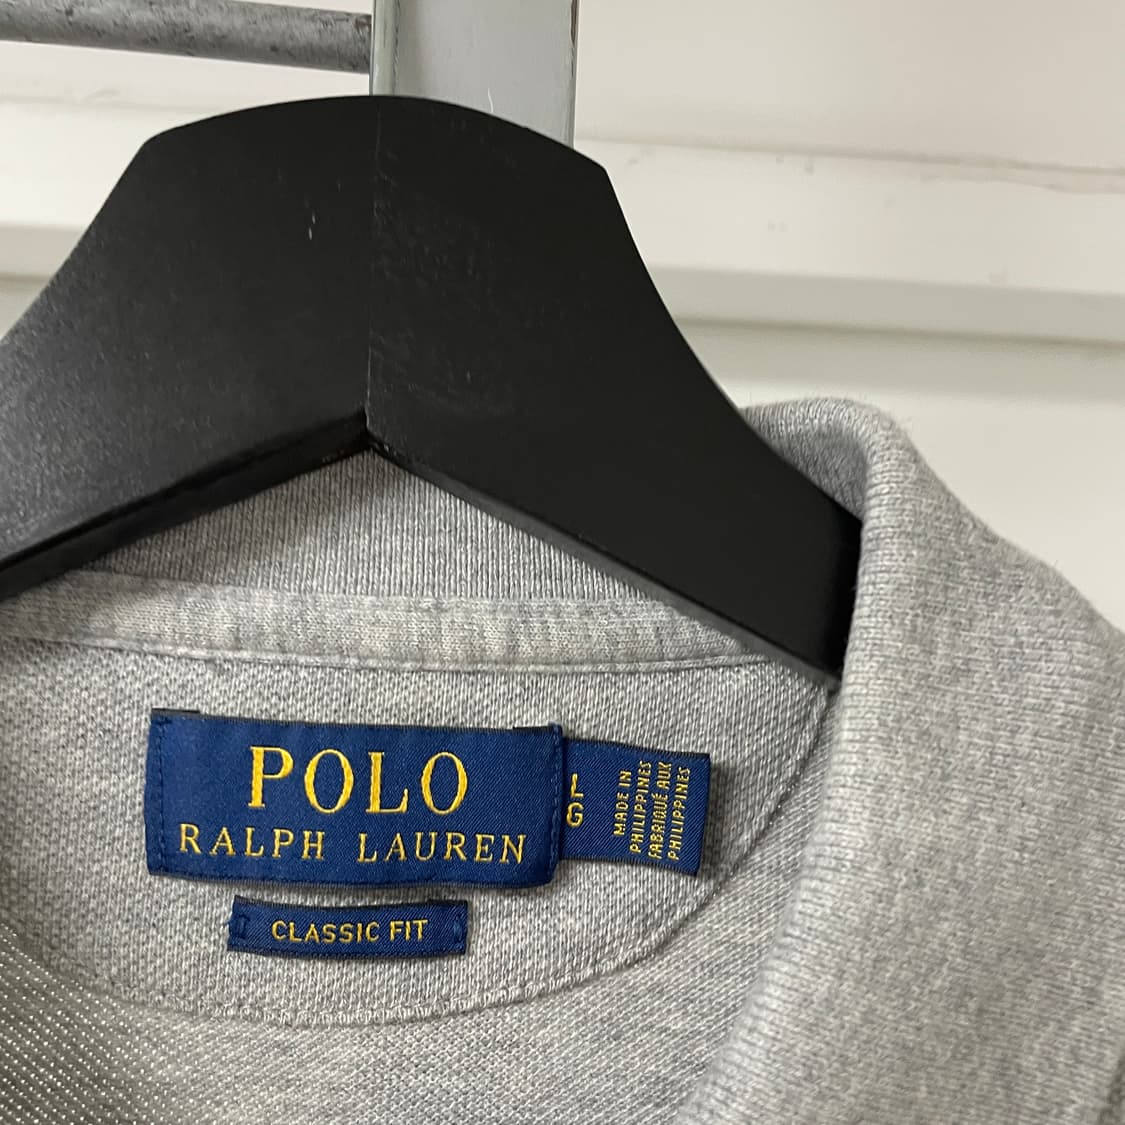 POLO
RALPH LAUREN
L
G
MADE IN
PHILIPPINES
FABRIQUÉ AUX
PHILIPPINES
CLASSIC FIT